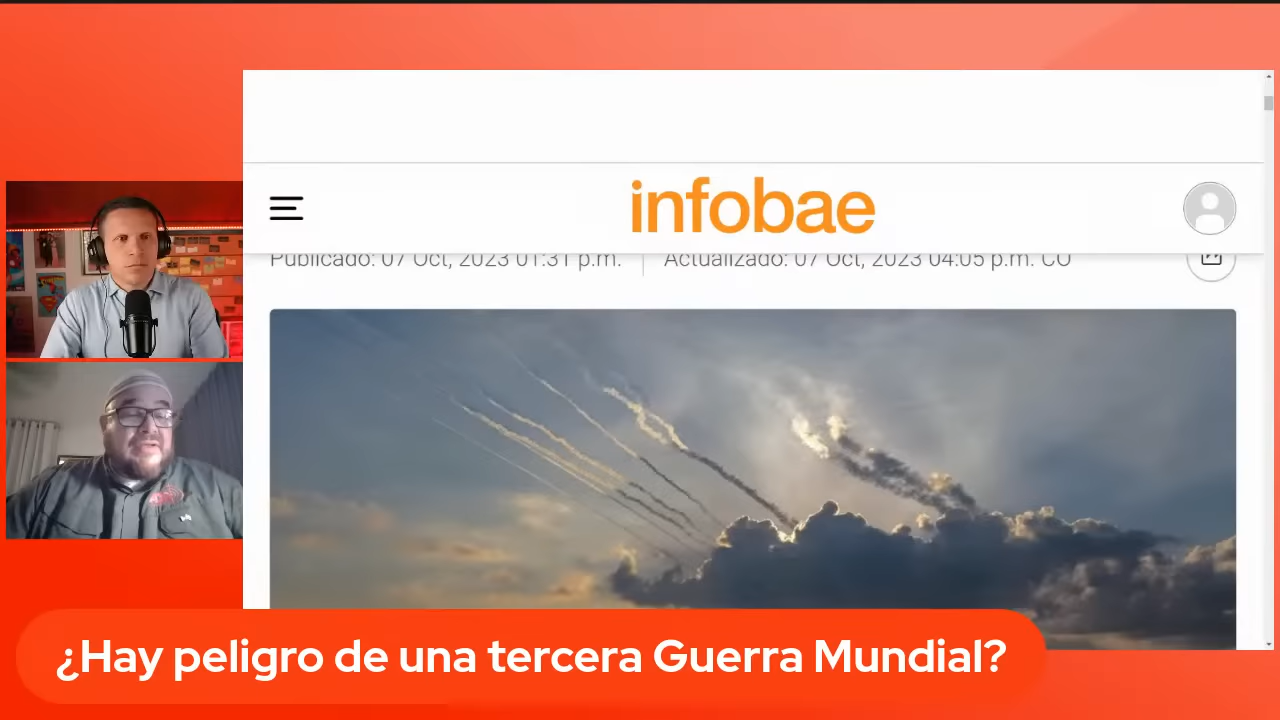 infobae
Publicado: 07 Oct, 2023 01:31 p.m.
Actualizado: 07 Oct, 2023 04:05 p.m. CO
¿Hay peligro de una tercera Guerra Mundial?